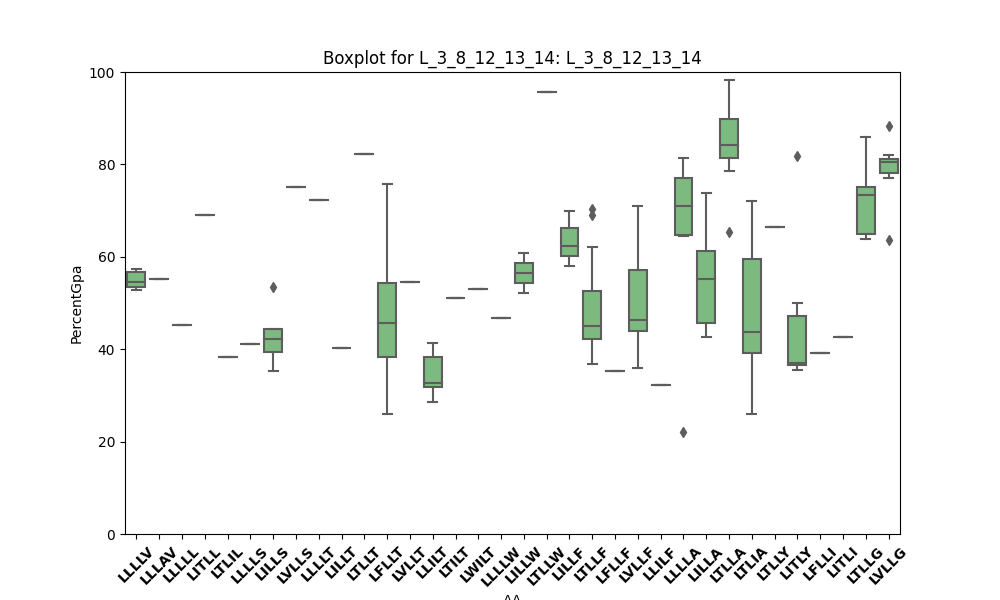 Boxplot for L_3_8_12_13_14: L_3_8_12_13_14
100
80
60
40
20
0
PercentGpa
LLLLV
LLLAV
LLLLL
LITLL
LTLIL
LLLLS
LILLS
LVLLS
LLLLT
LILLT
LTLLT
LFLLT
LVLLT
LLILT
LTILT
LWILT
LLLLW
LILLW
LTLLW
LILLF
LTLLF
LFLLF
LVLLF
LLILF
LLLLA
LILLA
LTLLA
LTLIA
LTLLY
LITLY
LFLLI
LITLI
LTLLG
LVLLG
AA